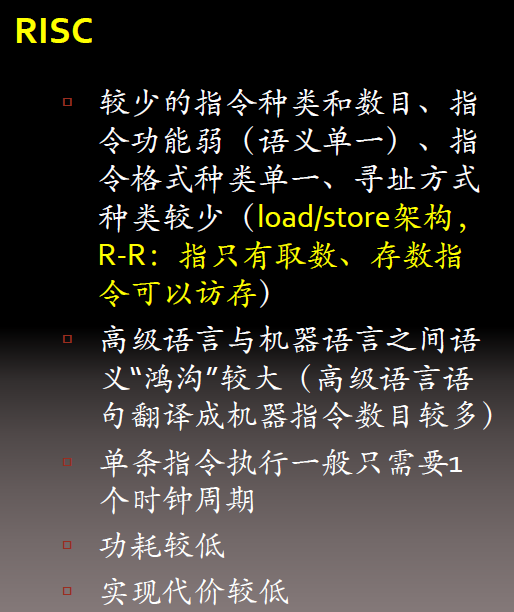 RISC
较少的指令种类和数目、指
令功能弱（语义单一）、指
令格式种类单一、寻址方式
种类较少（load/store架构，
R-R：指只有取数、存数指
令可以访存）
高级语言与机器语言之间语
义“鸿沟”较大（高级语言语
句翻译成机器指令数目较多）
单条指令执行一般只需要1
个时钟周期
功耗较低
实现代价较低